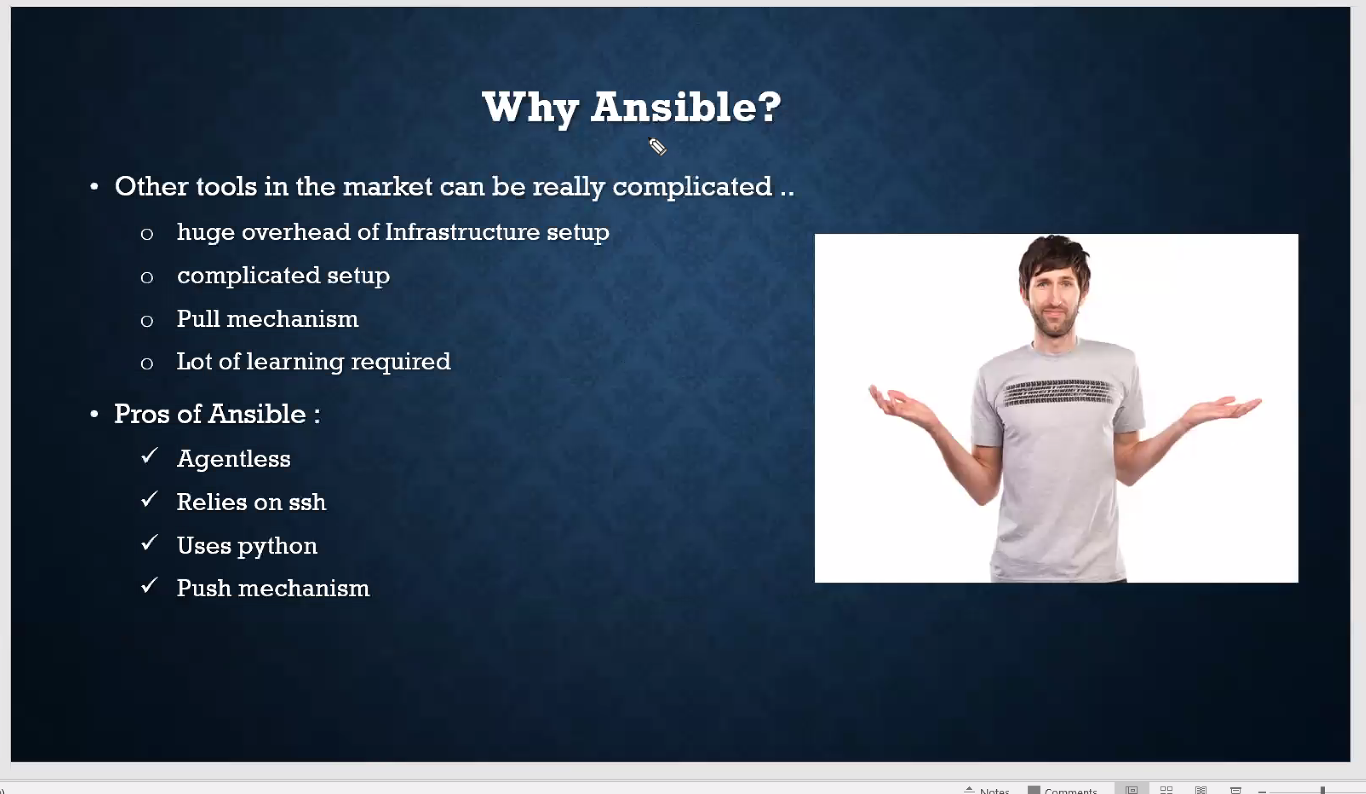 Why Ansible?
• Other tools in the market can be really complicated ..
o huge overhead of Infrastructure setup
o complicated setup
o Pull mechanism
o Lot of learning required
• Pros of Ansible :
✓ Agentless
✓ Relies on ssh
✓ Uses python
✓ Push mechanism
Notes Comments